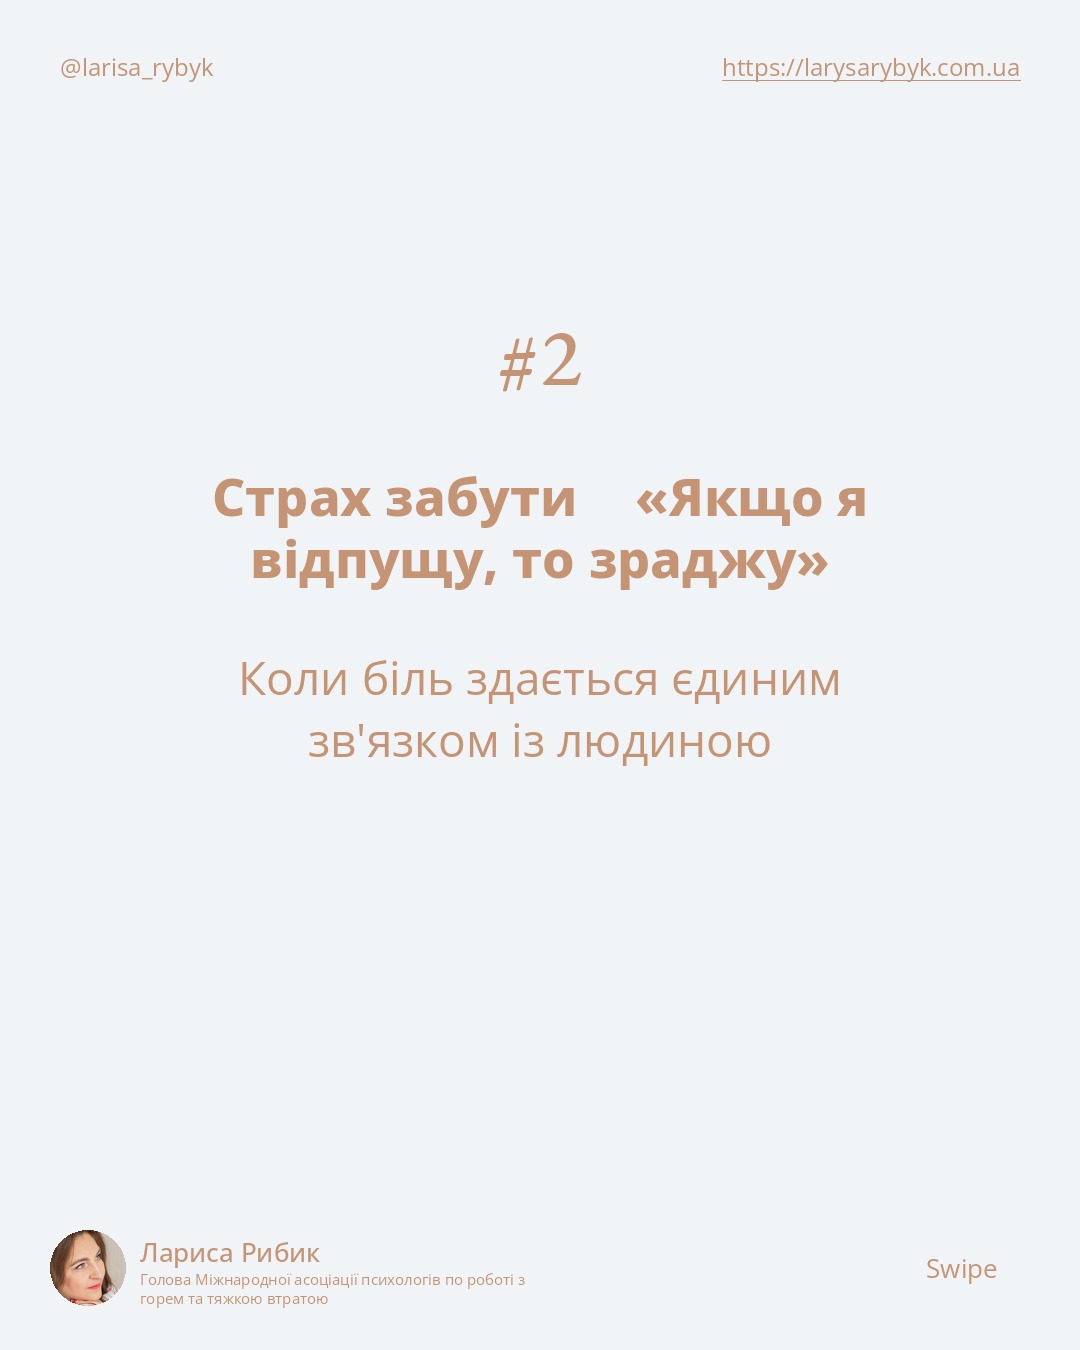 @larisa_rybyk
https://larysarybyk.com.ua
#2
Страх забути «Якщо я
відпущу, то зраджу»
Коли біль здається єдиним
зв'язком із людиною
Лариса Рибик
Голова Міжнародної асоціації психологів по роботі з
горем та тяжкою втратою
Swipe